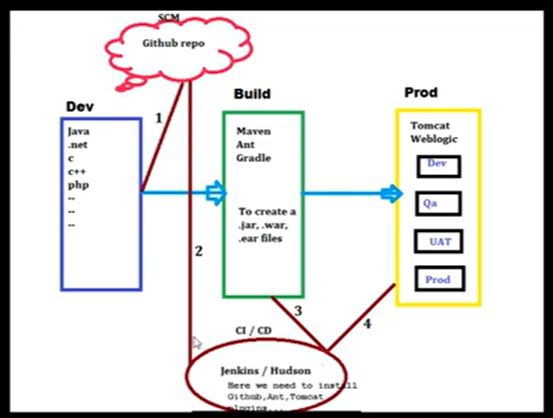 SCM
Github repo
Dev
Java
.net
c
c++
php
--
--
--
1
Build
Maven
Ant
Gradle
To create a
.jar, .war,
.ear files
Prod
Tomcat
Weblogic
Dev
Qa
UAT
Prod
2
3
4
CI / CD
Jenkins / Hudson
Here we need to install
Github,Ant,Tomcat
plugins...